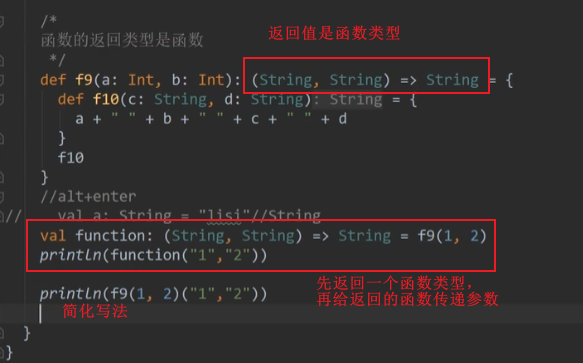 /*
函数的返回类型是函数
返回值是函数类型
*/
def f9(a: Int, b: Int): (String, String) => String = {
def f10(c: String, d: String): String = {
a + " " + b + " " + c + " " + d
}
f10
}
//alt+enter
// val a: String = "lisi"//String
val function: (String, String) => String = f9(1, 2)
println(function("1","2"))
先返回一个函数类型，
再给返回的函数传递参数
println(f9(1, 2)("1","2"))
简化写法
}
}